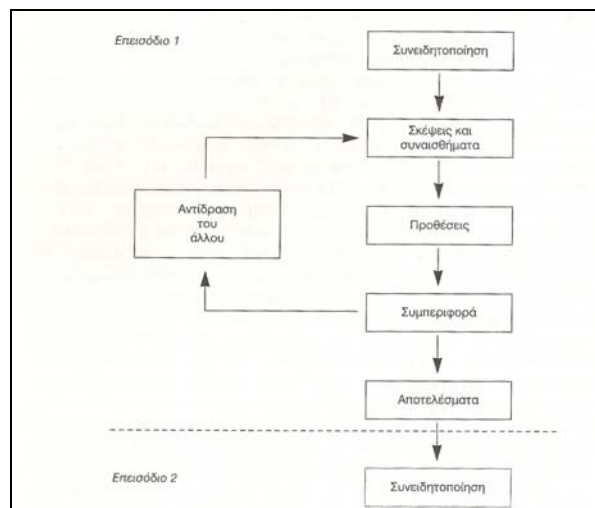 Επεισόδιο 1
Συνειδητοποίηση
Σκέψεις και
συναισθήματα
Αντίδραση
του
άλλου
Προθέσεις
Συμπεριφορά
Αποτελέσματα
Επεισόδιο 2
Συνειδητοποίηση